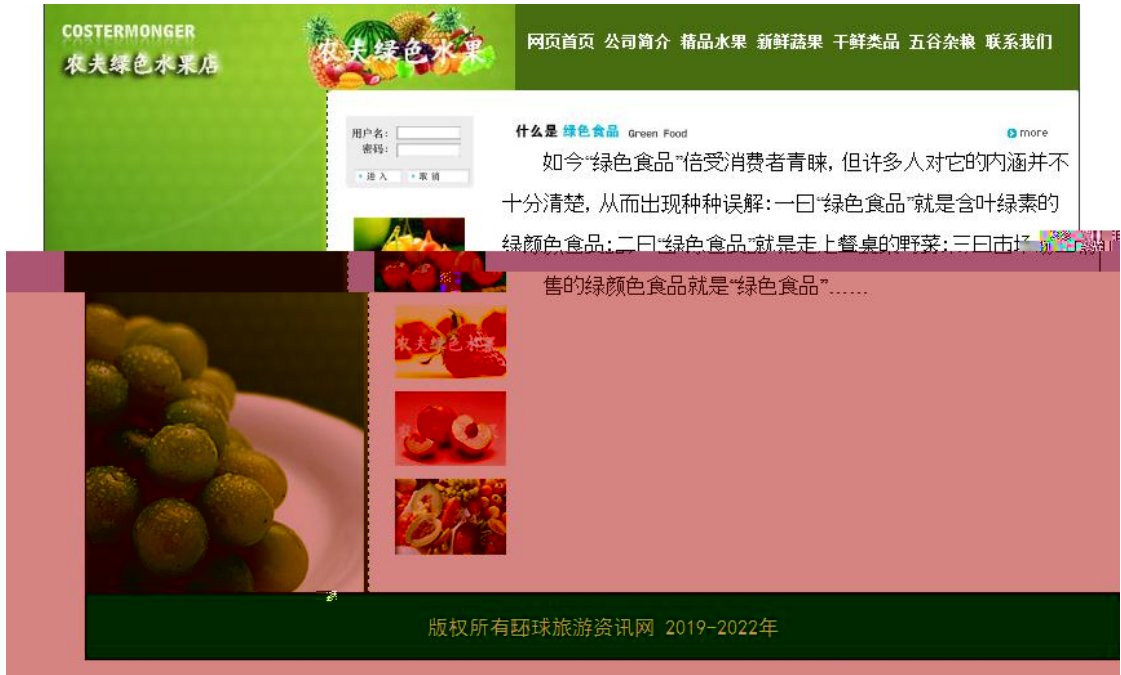 COSTERMONGER
农夫绿色水果店
农夫绿色水果
网页首页 公司简介 精品水果 新鲜蔬果 干鲜类品 五谷杂粮 联系我们
用户名:
密码:
进入 取消
什么是 绿色食品 Green Food
more
如今“绿色食品”倍受消费者青睐,但许多人对它的内涵并不
十分清楚,从而出现种种误解:一曰“绿色食品”就是含叶绿素的
绿颜色食品;二曰“绿色食品”就是走上餐桌的野菜;三曰市场
售的绿颜色食品就是“绿色食品”……
农夫绿色水果
版权所有环球旅游资讯网 2019-2022年